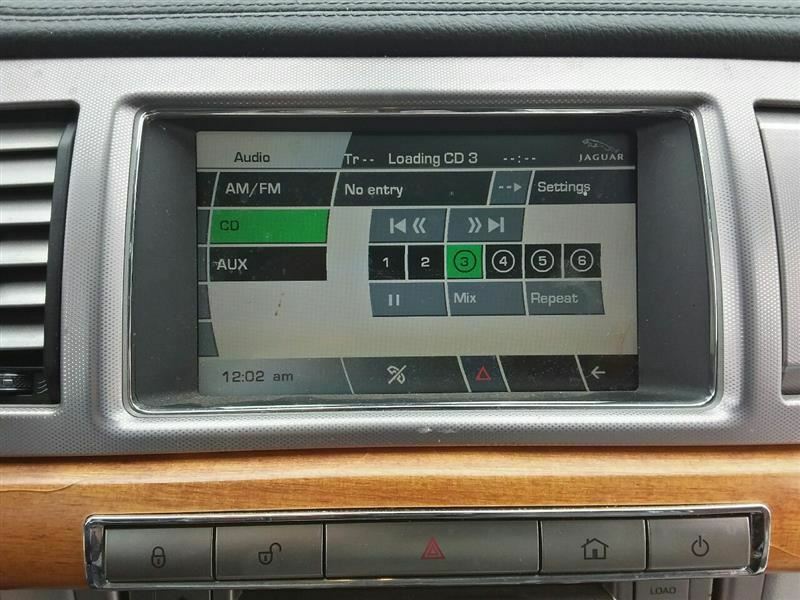 Audio Tr-- Loading CD 3 --:-- JAGUAR
AM/FM No entry Settings
CD
AUX 1 2 3 4 5 6
Mix Repeat
12:02 am
LOAD